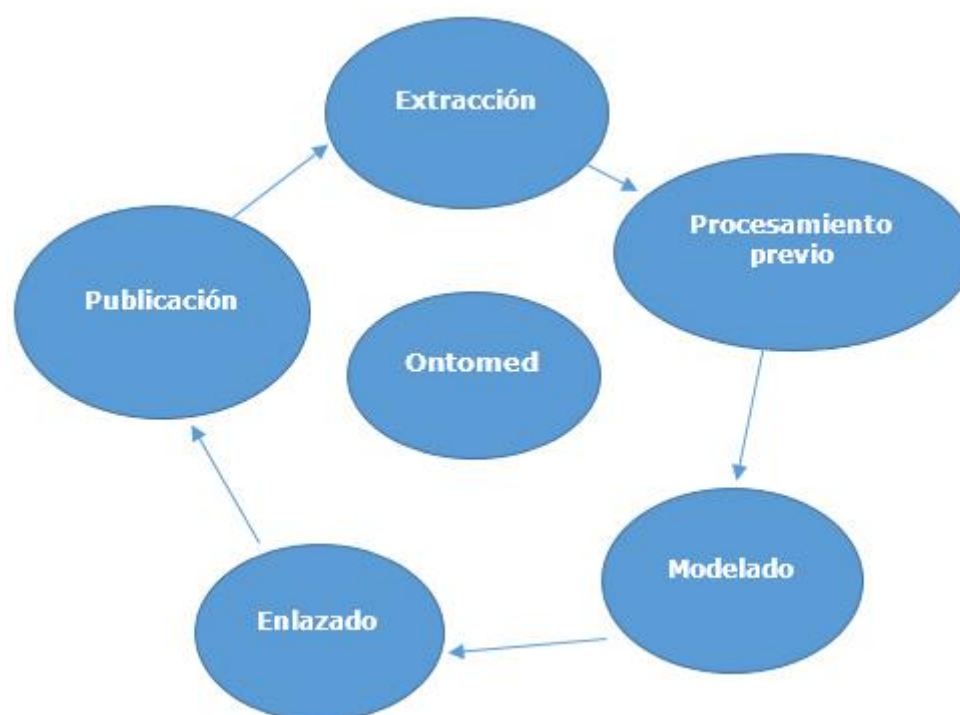 Extracción
Procesamiento
previo
Publicación
Ontomed
Modelado
Enlazado